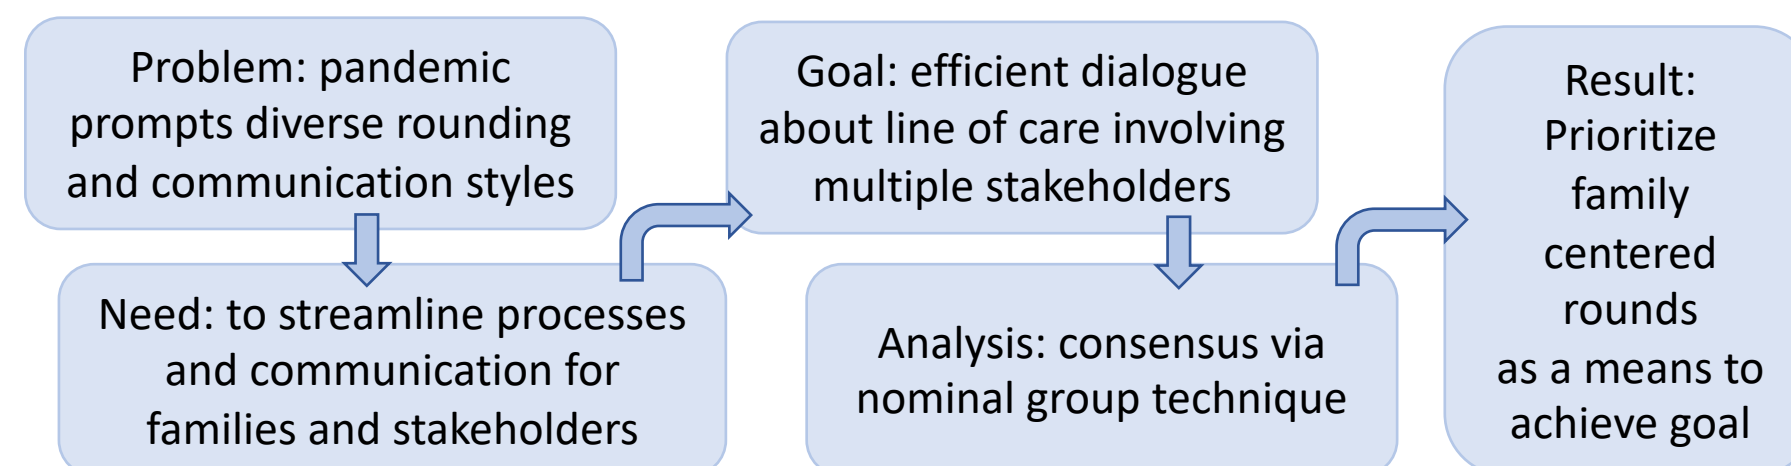 Problem: pandemic
prompts diverse rounding
and communication styles
Need: to streamline processes
and communication for
families and stakeholders
Goal: efficient dialogue
about line of care involving
multiple stakeholders
Analysis: consensus via
nominal group technique
Result:
Prioritize
family
centered
rounds
as a means to
achieve goal